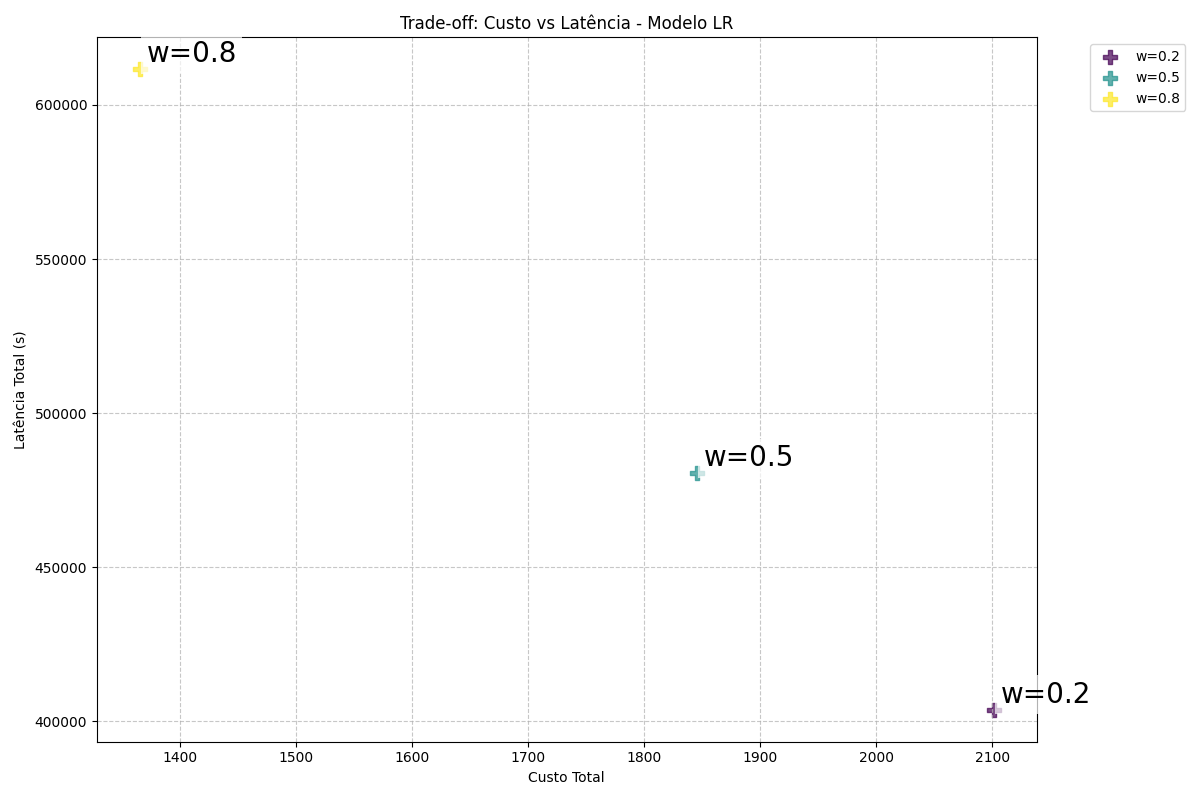 Trade-off: Custo vs Latência - Modelo LR
w=0.8
w=0.5
w=0.2
w=0.2
w=0.5
w=0.8
Latência Total (s)
600000
550000
500000
450000
400000
1400
1500
1600
1700
1800
1900
2000
2100
Custo Total